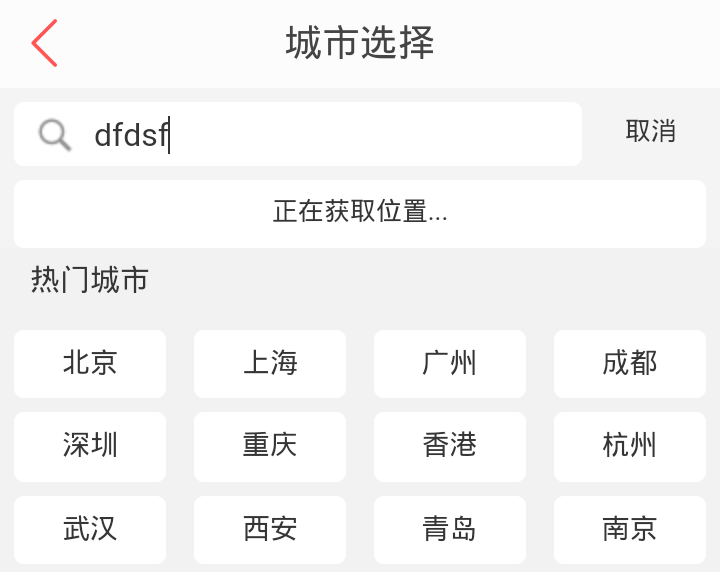 城市选择
dfdsf 取消
正在获取位置...
热门城市
北京 上海 广州 成都
深圳 重庆 香港 杭州
武汉 西安 青岛 南京